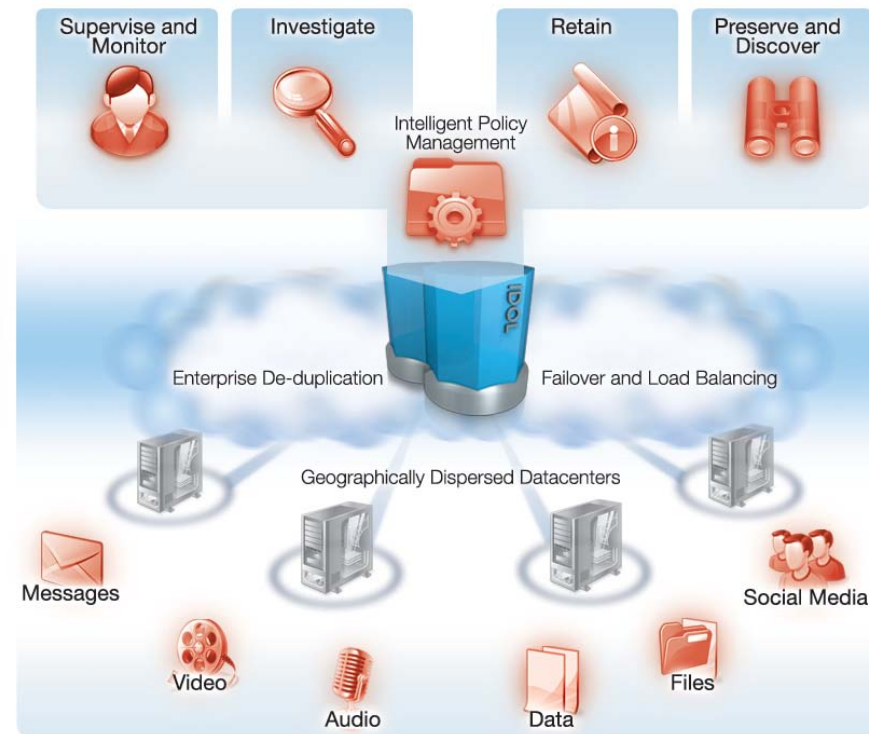 Supervise and
Monitor
Investigate
Retain
Preserve and
Discover
Intelligent Policy
Management
i
IDOL
Enterprise De-duplication
Failover and Load Balancing
Geographically Dispersed Datacenters
Messages
Social Media
Video
Files
Audio
Data